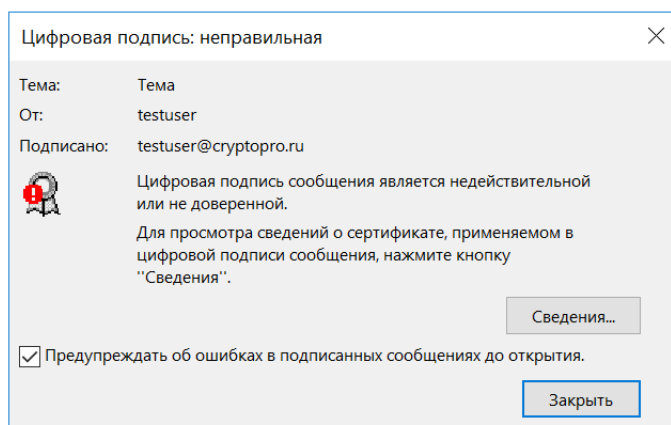 Цифровая подпись: неправильная
Тема: Тема
От: testuser
Подписано: testuser@cryptopro.ru
Цифровая подпись сообщения является недействительной
или не доверенной.
Для просмотра сведений о сертификате, применяемом в
цифровой подписи сообщения, нажмите кнопку
''Сведения''.
Сведения...
Предупреждать об ошибках в подписанных сообщениях до открытия.
Закрыть